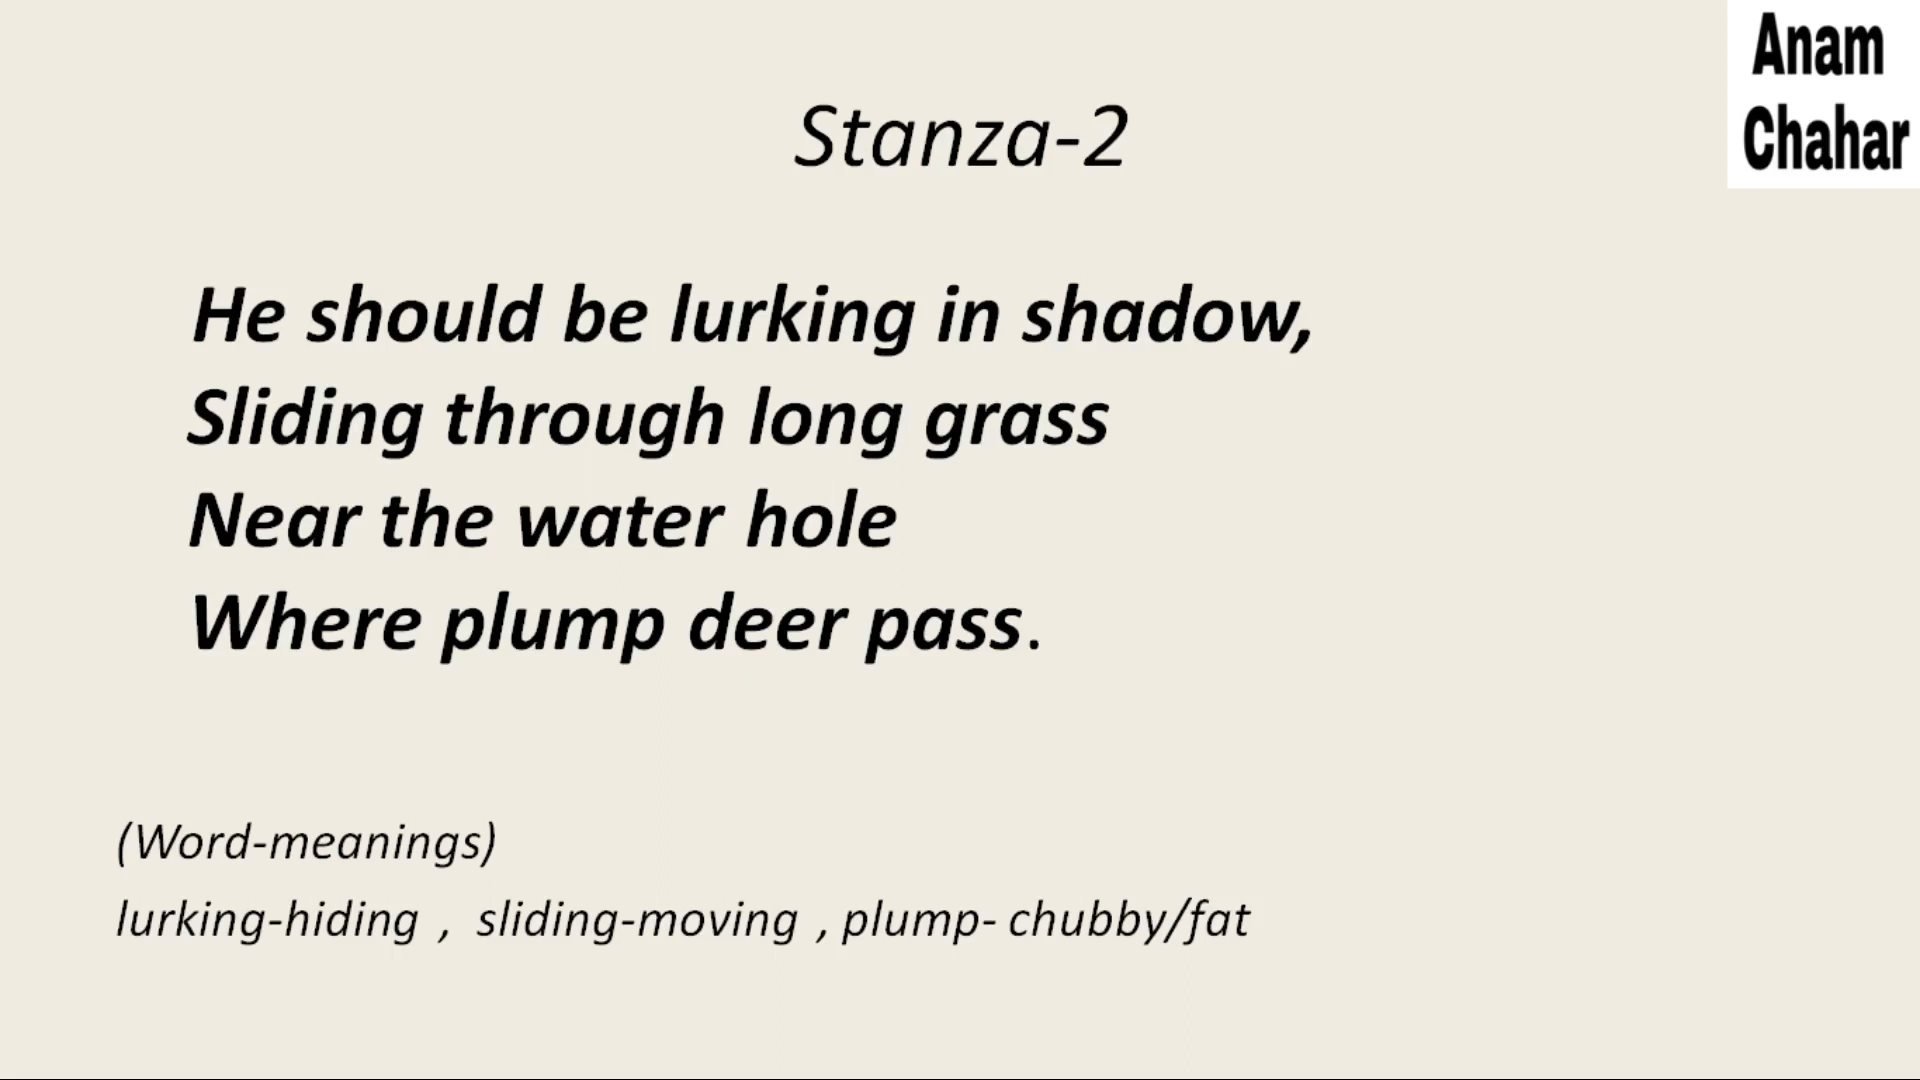 Anam
Chahar
Stanza-2
He should be lurking in shadow,
Sliding through long grass
Near the water hole
Where plump deer pass.
(Word-meanings)
lurking-hiding , sliding-moving , plump- chubby/fat